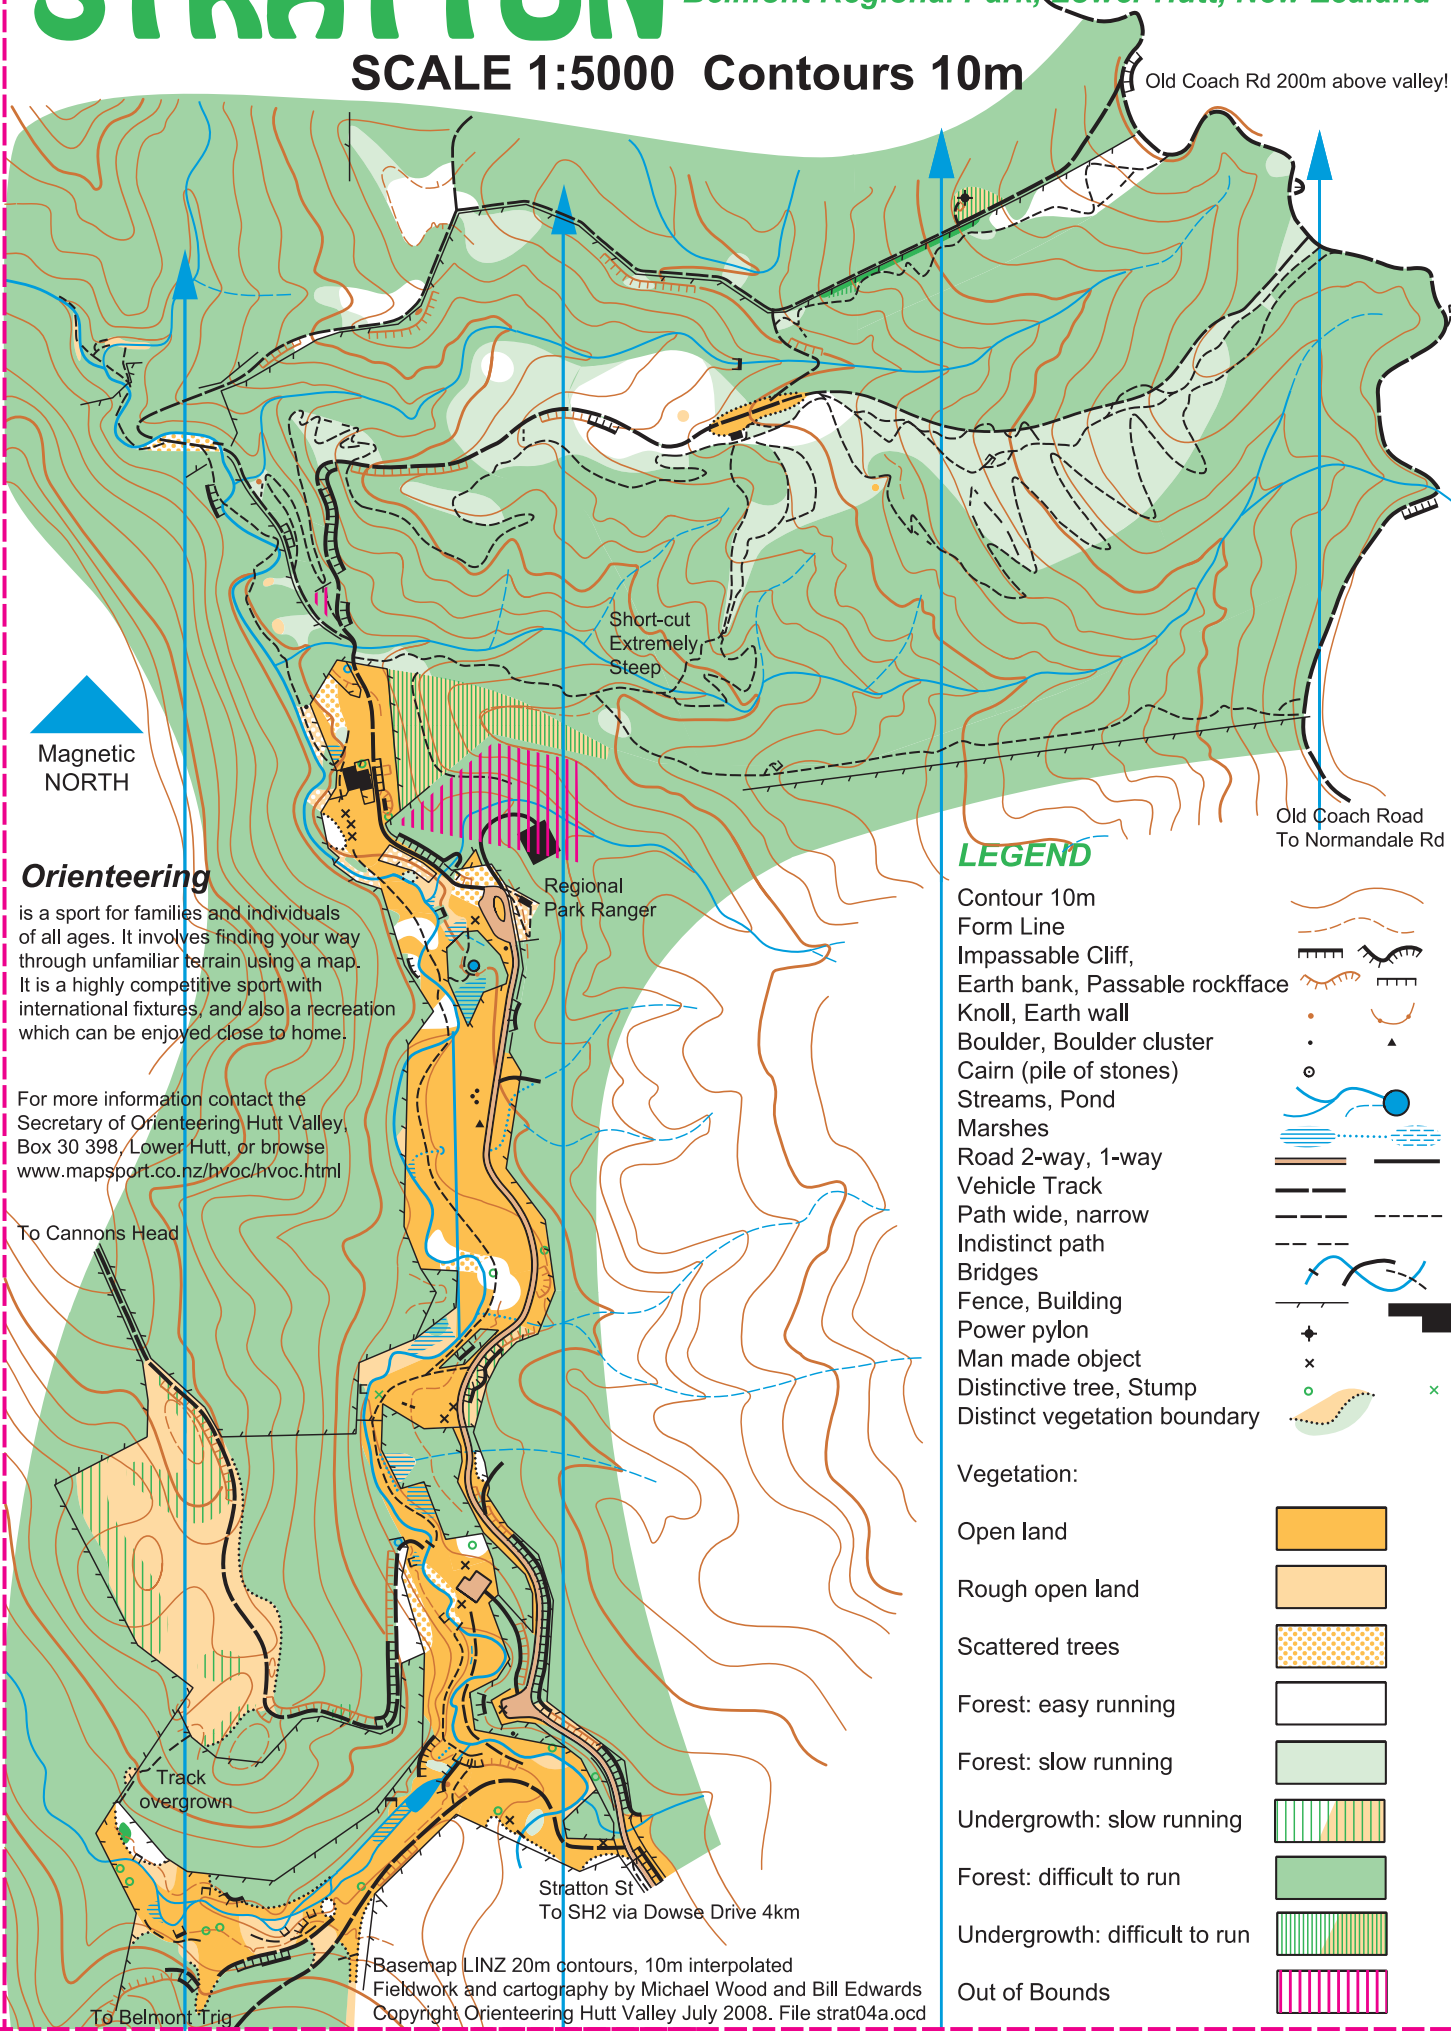 STRATTON
Belmont Regional Park, Lower Hutt, New Zealand
SCALE 1:5000 Contours 10m
Old Coach Rd 200m above valley!
Short-cut
Extremely
Steep
Magnetic
NORTH
Old Coach Road
To Normandale Rd
Regional
Park Ranger
Orienteering
is a sport for families and individuals
of all ages. It involves finding your way
through unfamiliar terrain using a map.
It is a highly competitive sport with
international fixtures, and also a recreation
which can be enjoyed close to home.
For more information contact the
Secretary of Orienteering Hutt Valley,
Box 30 398, Lower Hutt, or browse
www.mapsport.co.nz/hvoc/hvoc.html
To Cannons Head
Track
overgrown
Stratton St
To SH2 via Dowse Drive 4km
To Belmont Trig
Basemap LINZ 20m contours, 10m interpolated
Fieldwork and cartography by Michael Wood and Bill Edwards
Copyright Orienteering Hutt Valley July 2008. File strat04a.ocd
LEGEND
Contour 10m
Form Line
Impassable Cliff,
Earth bank, Passable rockfface
Knoll, Earth wall
Boulder, Boulder cluster
Cairn (pile of stones)
Streams, Pond
Marshes
Road 2-way, 1-way
Vehicle Track
Path wide, narrow
Indistinct path
Bridges
Fence, Building
Power pylon
Man made object
Distinctive tree, Stump
Distinct vegetation boundary
Vegetation:
Open land
Rough open land
Scattered trees
Forest: easy running
Forest: slow running
Undergrowth: slow running
Forest: difficult to run
Undergrowth: difficult to run
Out of Bounds